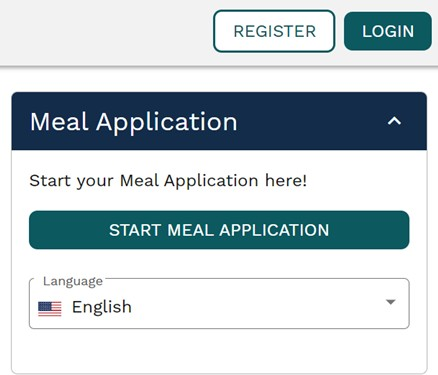 REGISTER LOGIN
Meal Application
Start your Meal Application here!
START MEAL APPLICATION
Language
English